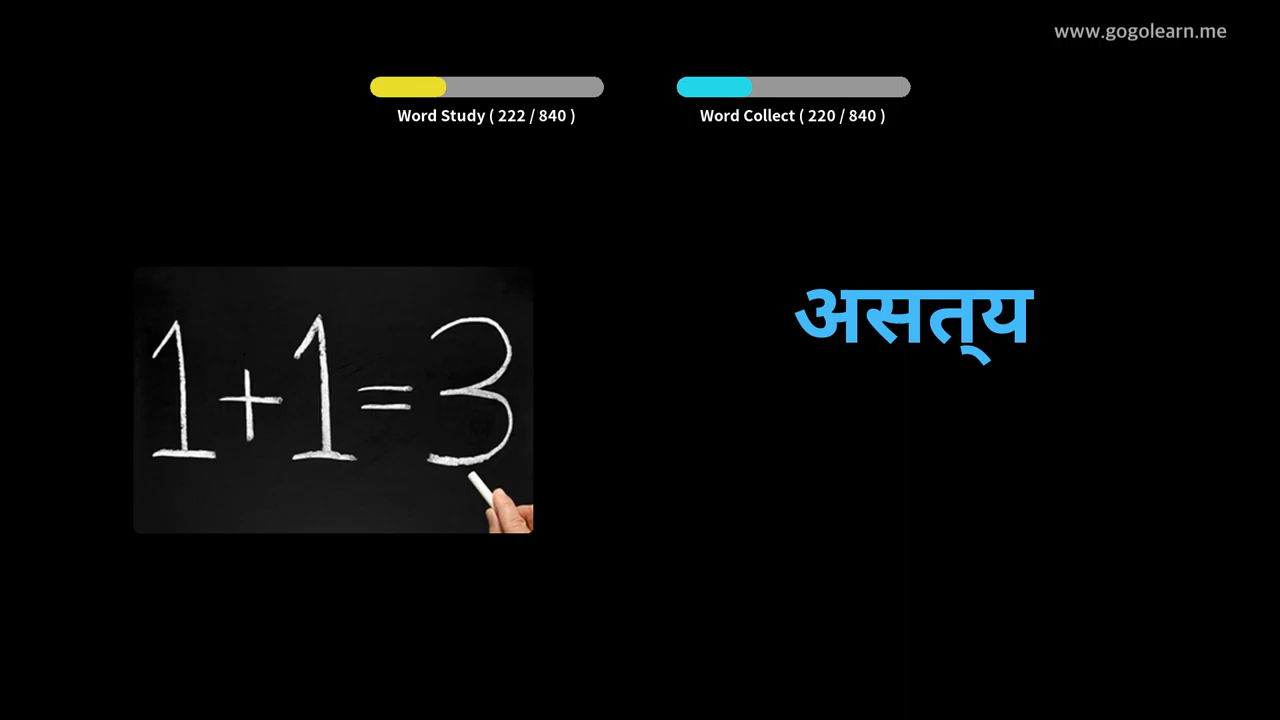 www.gogolearn.me
Word Study ( 222 / 840 )
Word Collect ( 220 / 840 )
1+1=3
असत्य